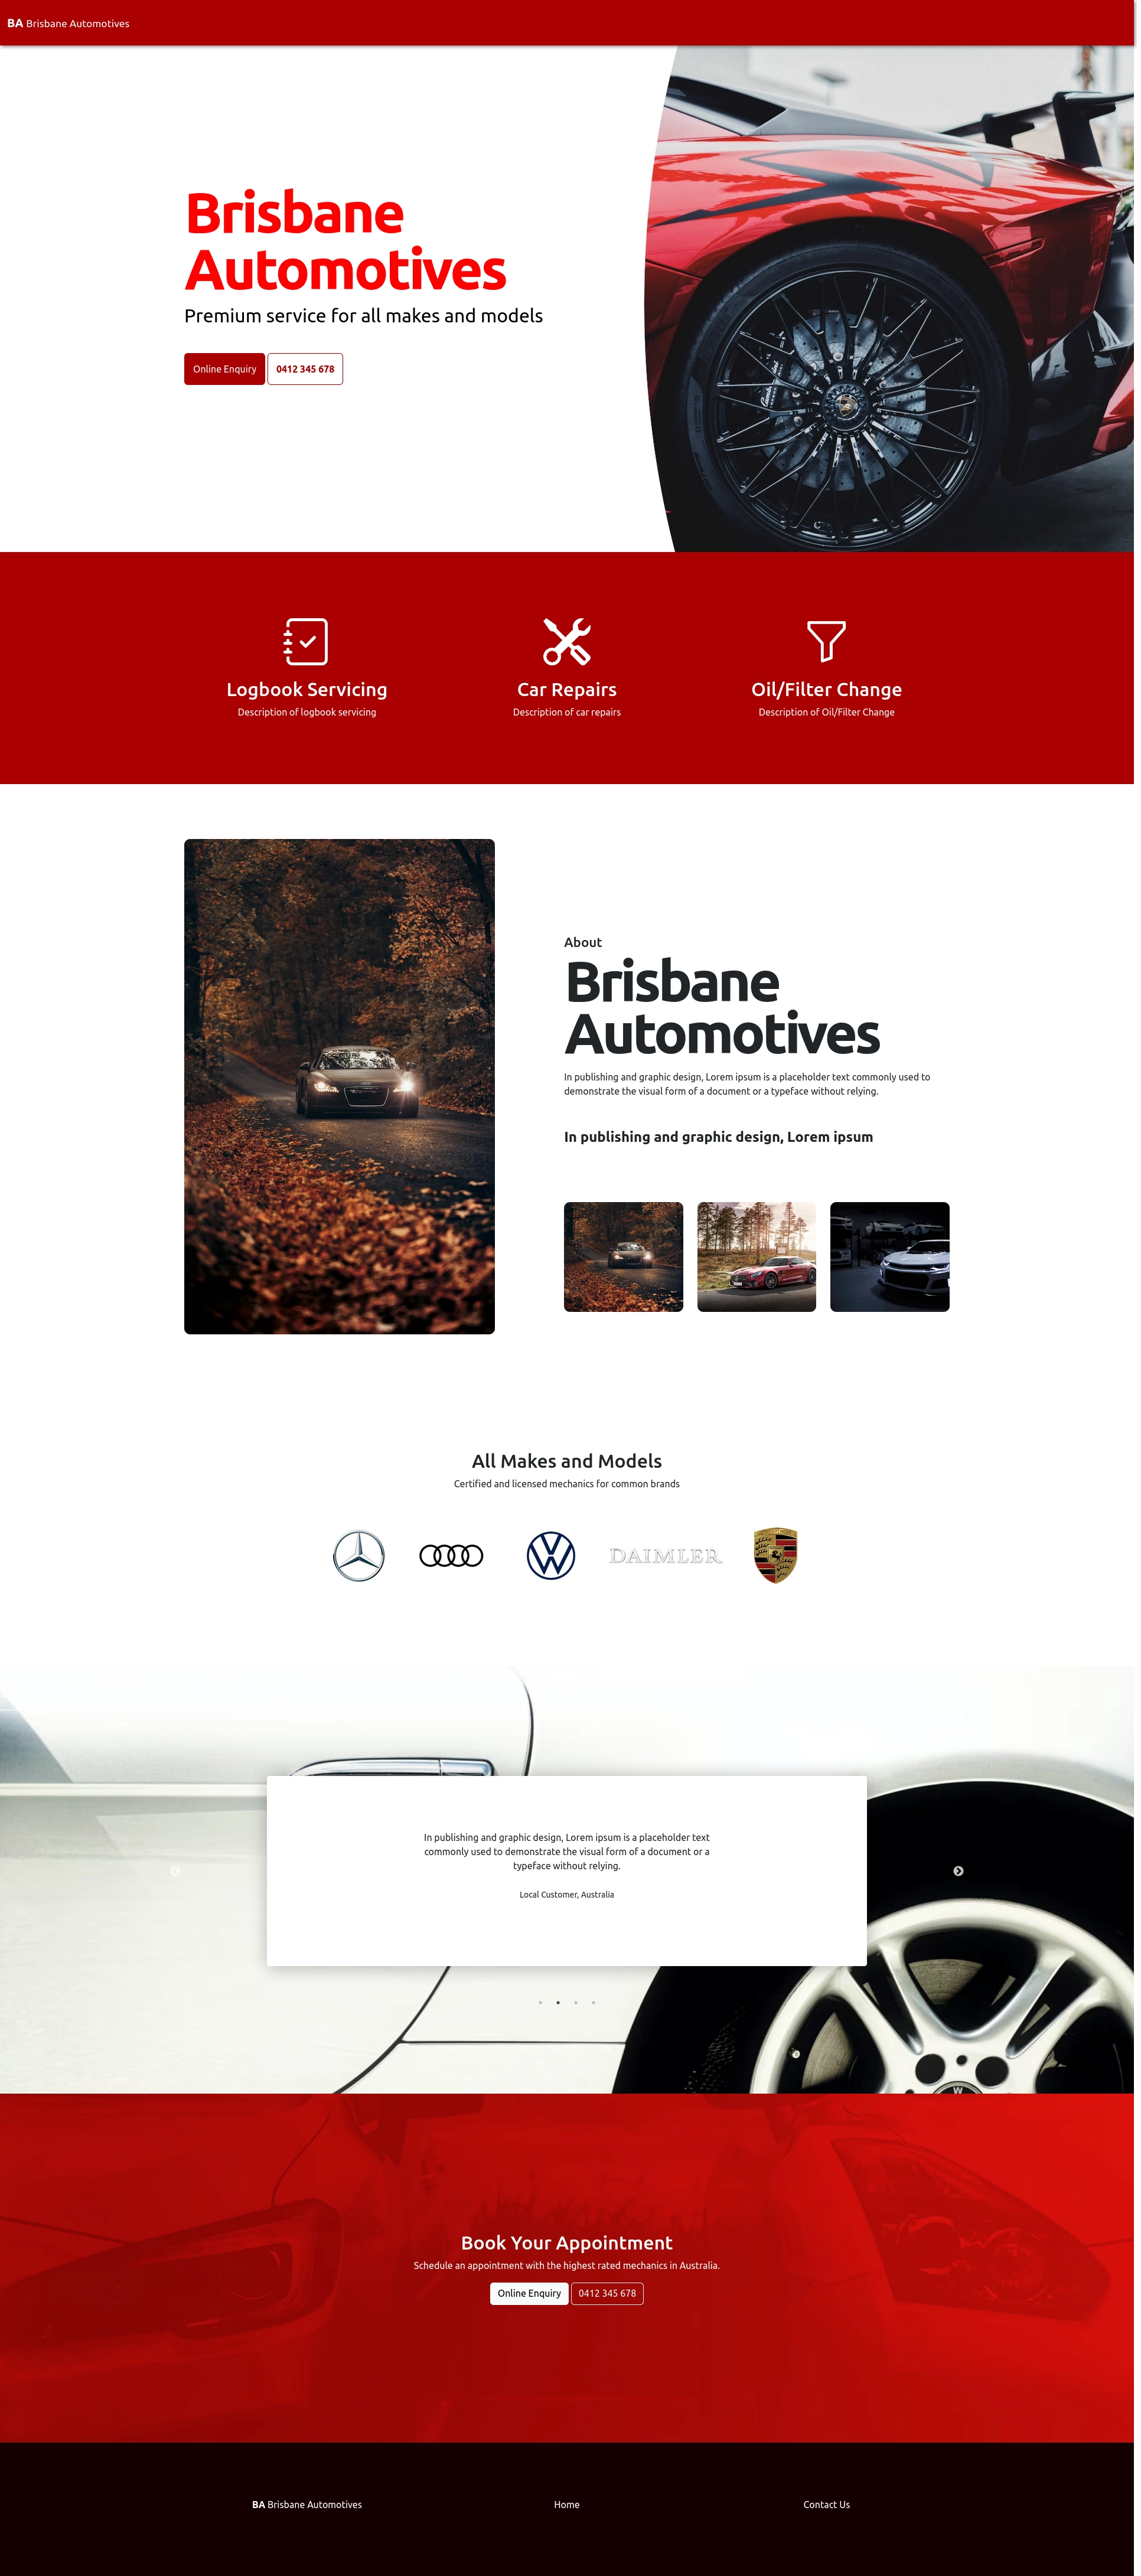 BA Brisbane Automotives
Brisbane
Automotives
Premium service for all makes and models
Online Enquiry
0412 345 678
Logbook Servicing
Description of logbook servicing
Car Repairs
Description of car repairs
Oil/Filter Change
Description of Oil/Filter Change
About
Brisbane
Automotives
In publishing and graphic design, Lorem ipsum is a placeholder text commonly used to
demonstrate the visual form of a document or a typeface without relying.
In publishing and graphic design, Lorem ipsum
All Makes and Models
Certified and licensed mechanics for common brands
DAIMLER
In publishing and graphic design, Lorem ipsum is a placeholder text
commonly used to demonstrate the visual form of a document or a
typeface without relying.
Local Customer, Australia
Book Your Appointment
Schedule an appointment with the highest rated mechanics in Australia.
Online Enquiry
0412 345 678
BA Brisbane Automotives
Home
Contact Us